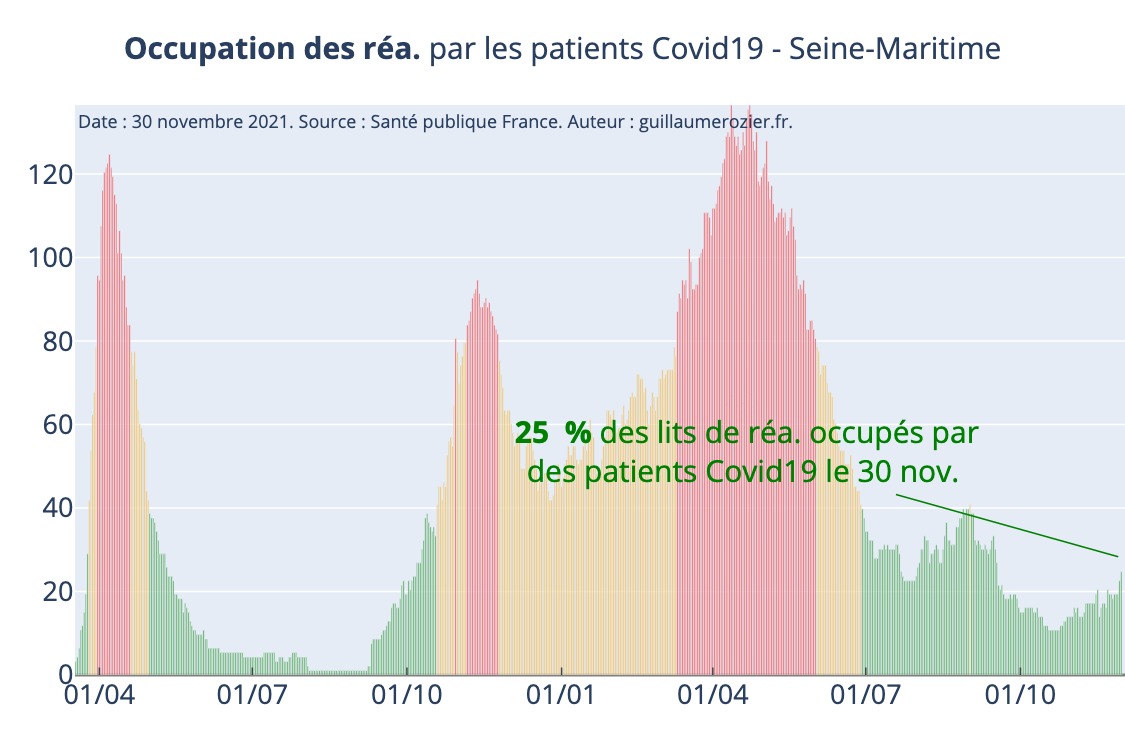 Occupation des réa. par les patients Covid19 - Seine-Maritime
Date : 30 novembre 2021. Source : Santé publique France. Auteur : guillaumerozier.fr.
120
100
80
60
40
20
0
25 % des lits de réa. occupés par
des patients Covid19 le 30 nov.
01/04 01/07 01/10 01/01 01/04 01/07 01/10